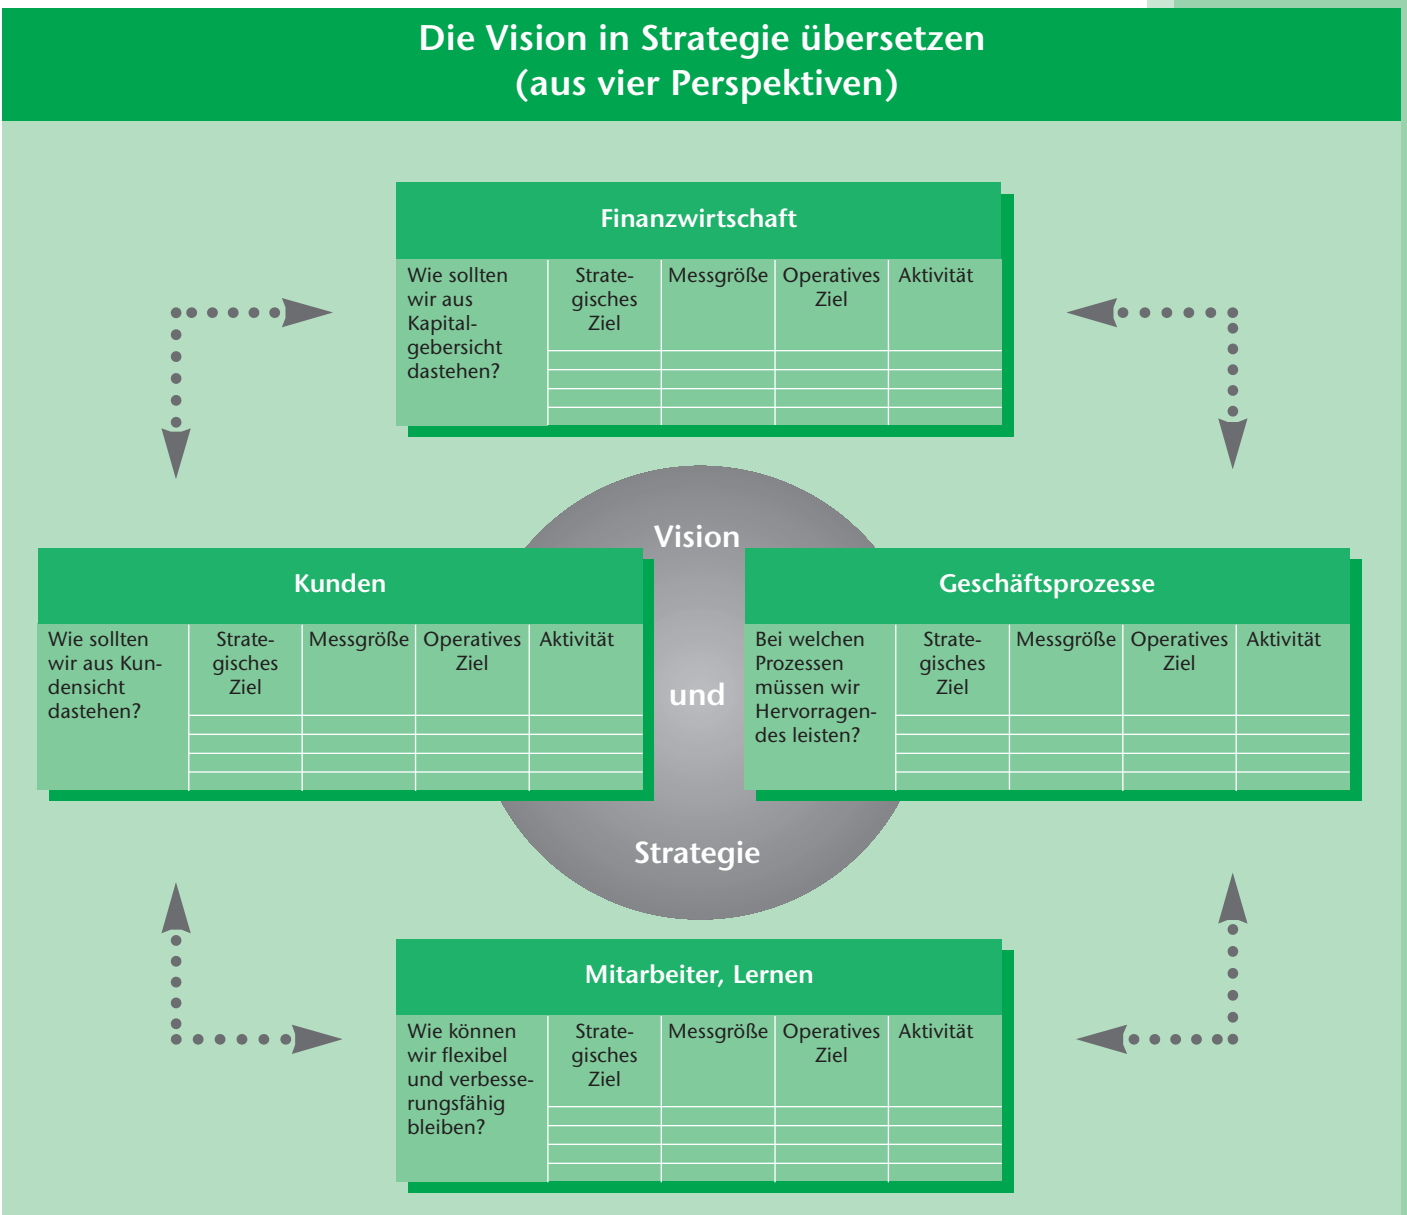 Die Vision in Strategie übersetzen
(aus vier Perspektiven)
Finanzwirtschaft
Wie sollten
wir aus
Kapital-
gebersicht
dastehen?
Strate-
gisches
Ziel
Messgröße
Operatives
Ziel
Aktivität
Vision
und
Strategie
Kunden
Wie sollten
wir aus Kun-
densicht
dastehen?
Strate-
gisches
Ziel
Messgröße
Operatives
Ziel
Aktivität
Geschäftsprozesse
Bei welchen
Prozessen
müssen wir
Hervorragen-
des leisten?
Strate-
gisches
Ziel
Messgröße
Operatives
Ziel
Aktivität
Mitarbeiter, Lernen
Wie können
wir flexibel
und verbesse-
rungsfähig
bleiben?
Strate-
gisches
Ziel
Messgröße
Operatives
Ziel
Aktivität